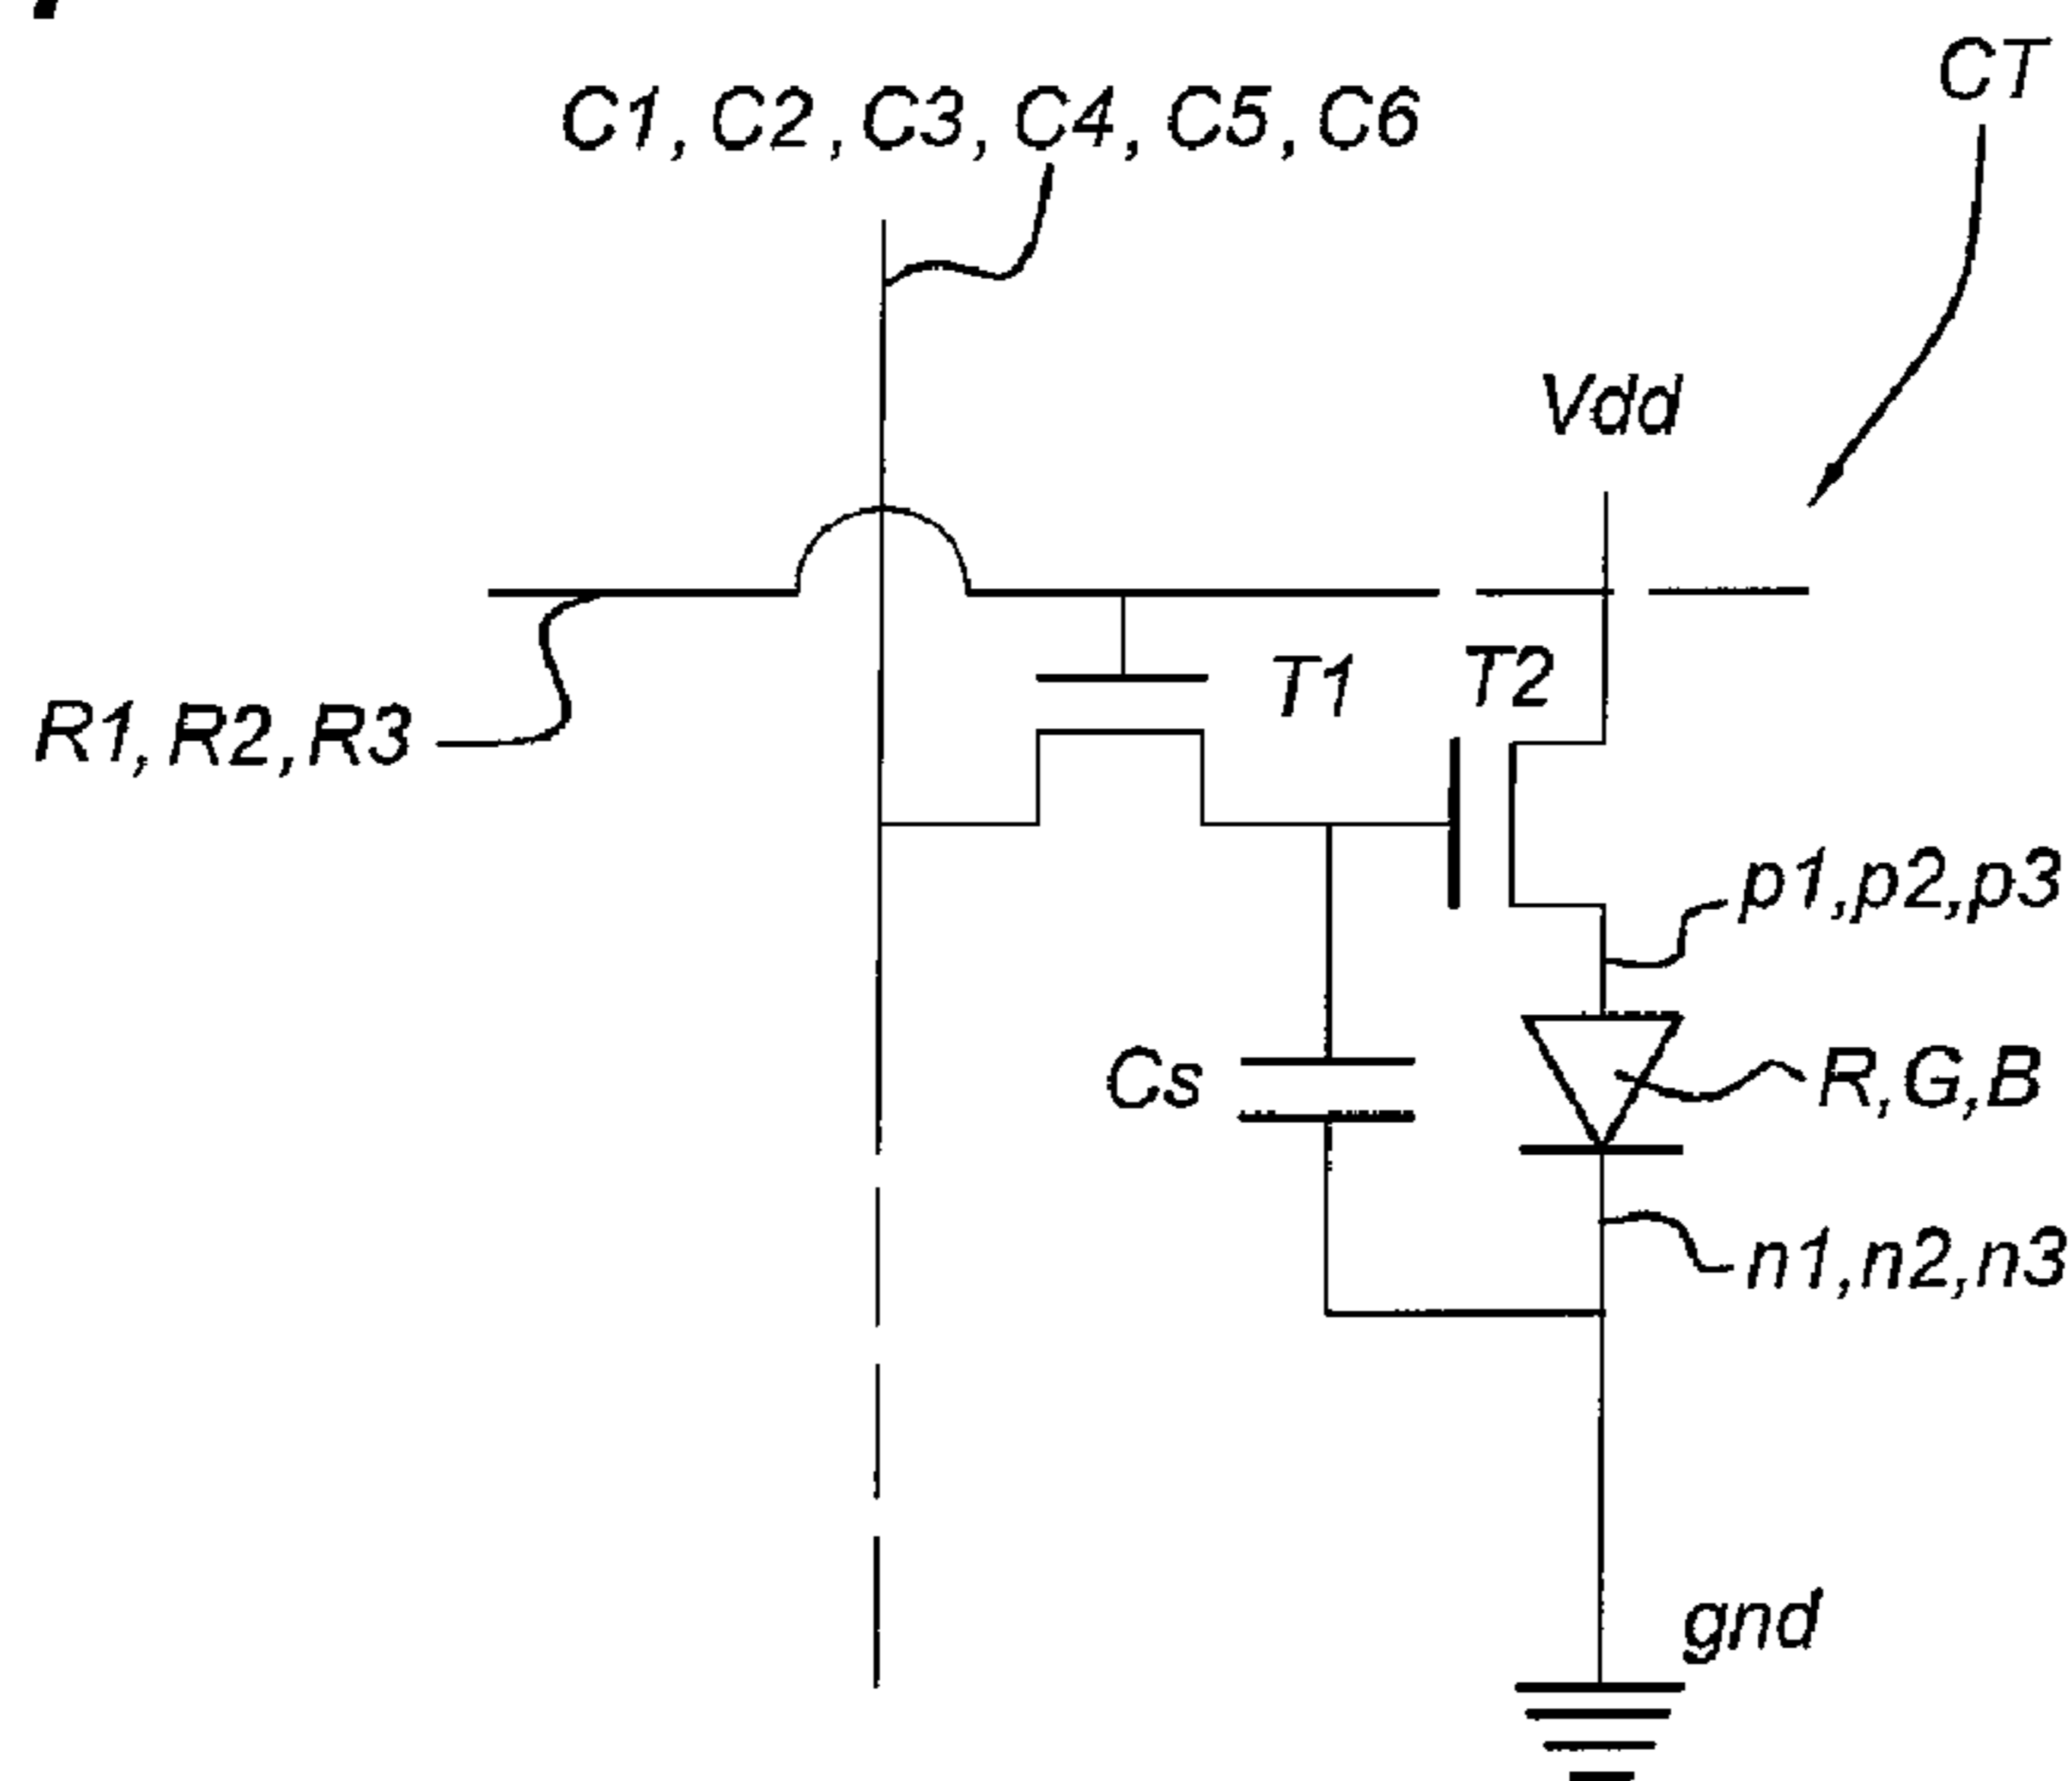 CT
C1, C2, C3, C4, C5, C6
Vdd
T1
T2
R1, R2, R3
p1,p2,p3
Cs
R,G,B
n1,n2,n3
gnd